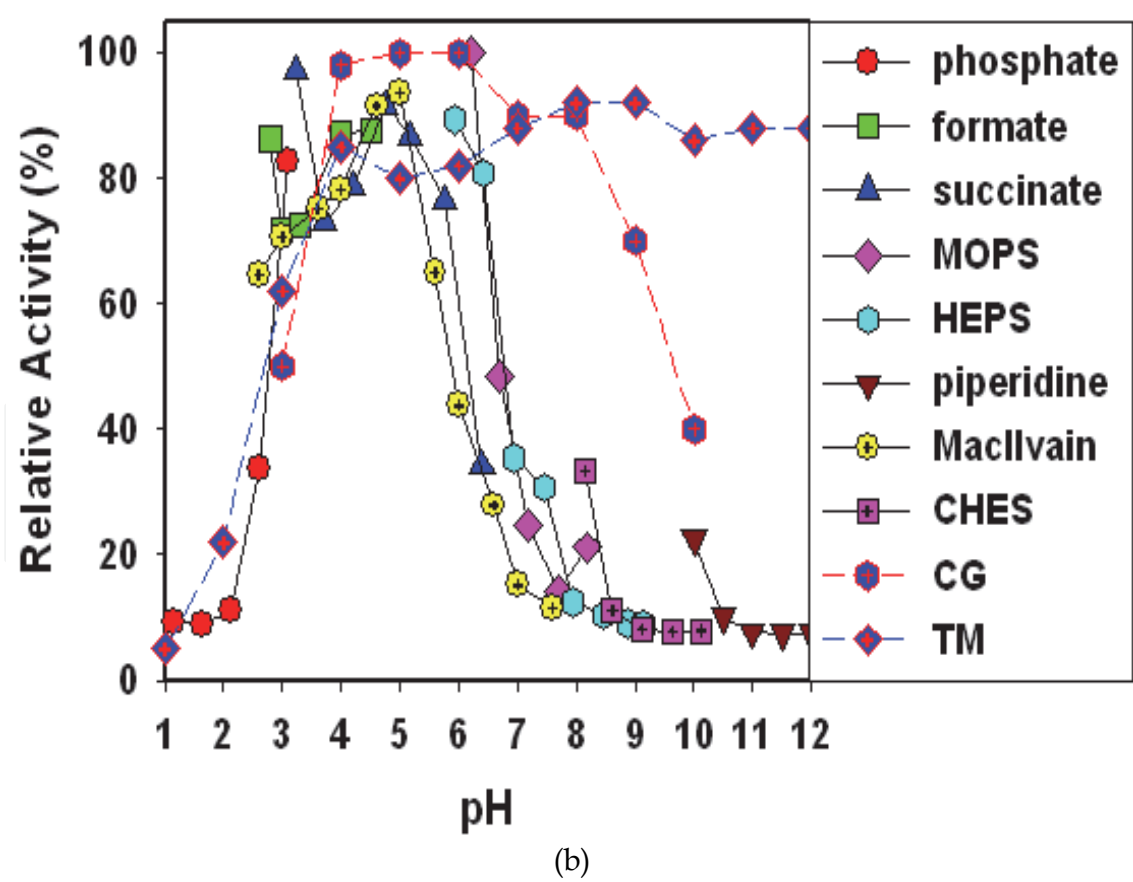 Relative Activity (%)
100
80
60
40
20
0
1 2 3 4 5 6 7 8 9 10 11 12
pH
phosphate
formate
succinate
MOPS
HEPS
piperidine
MacIlvain
CHES
CG
TM
(b)